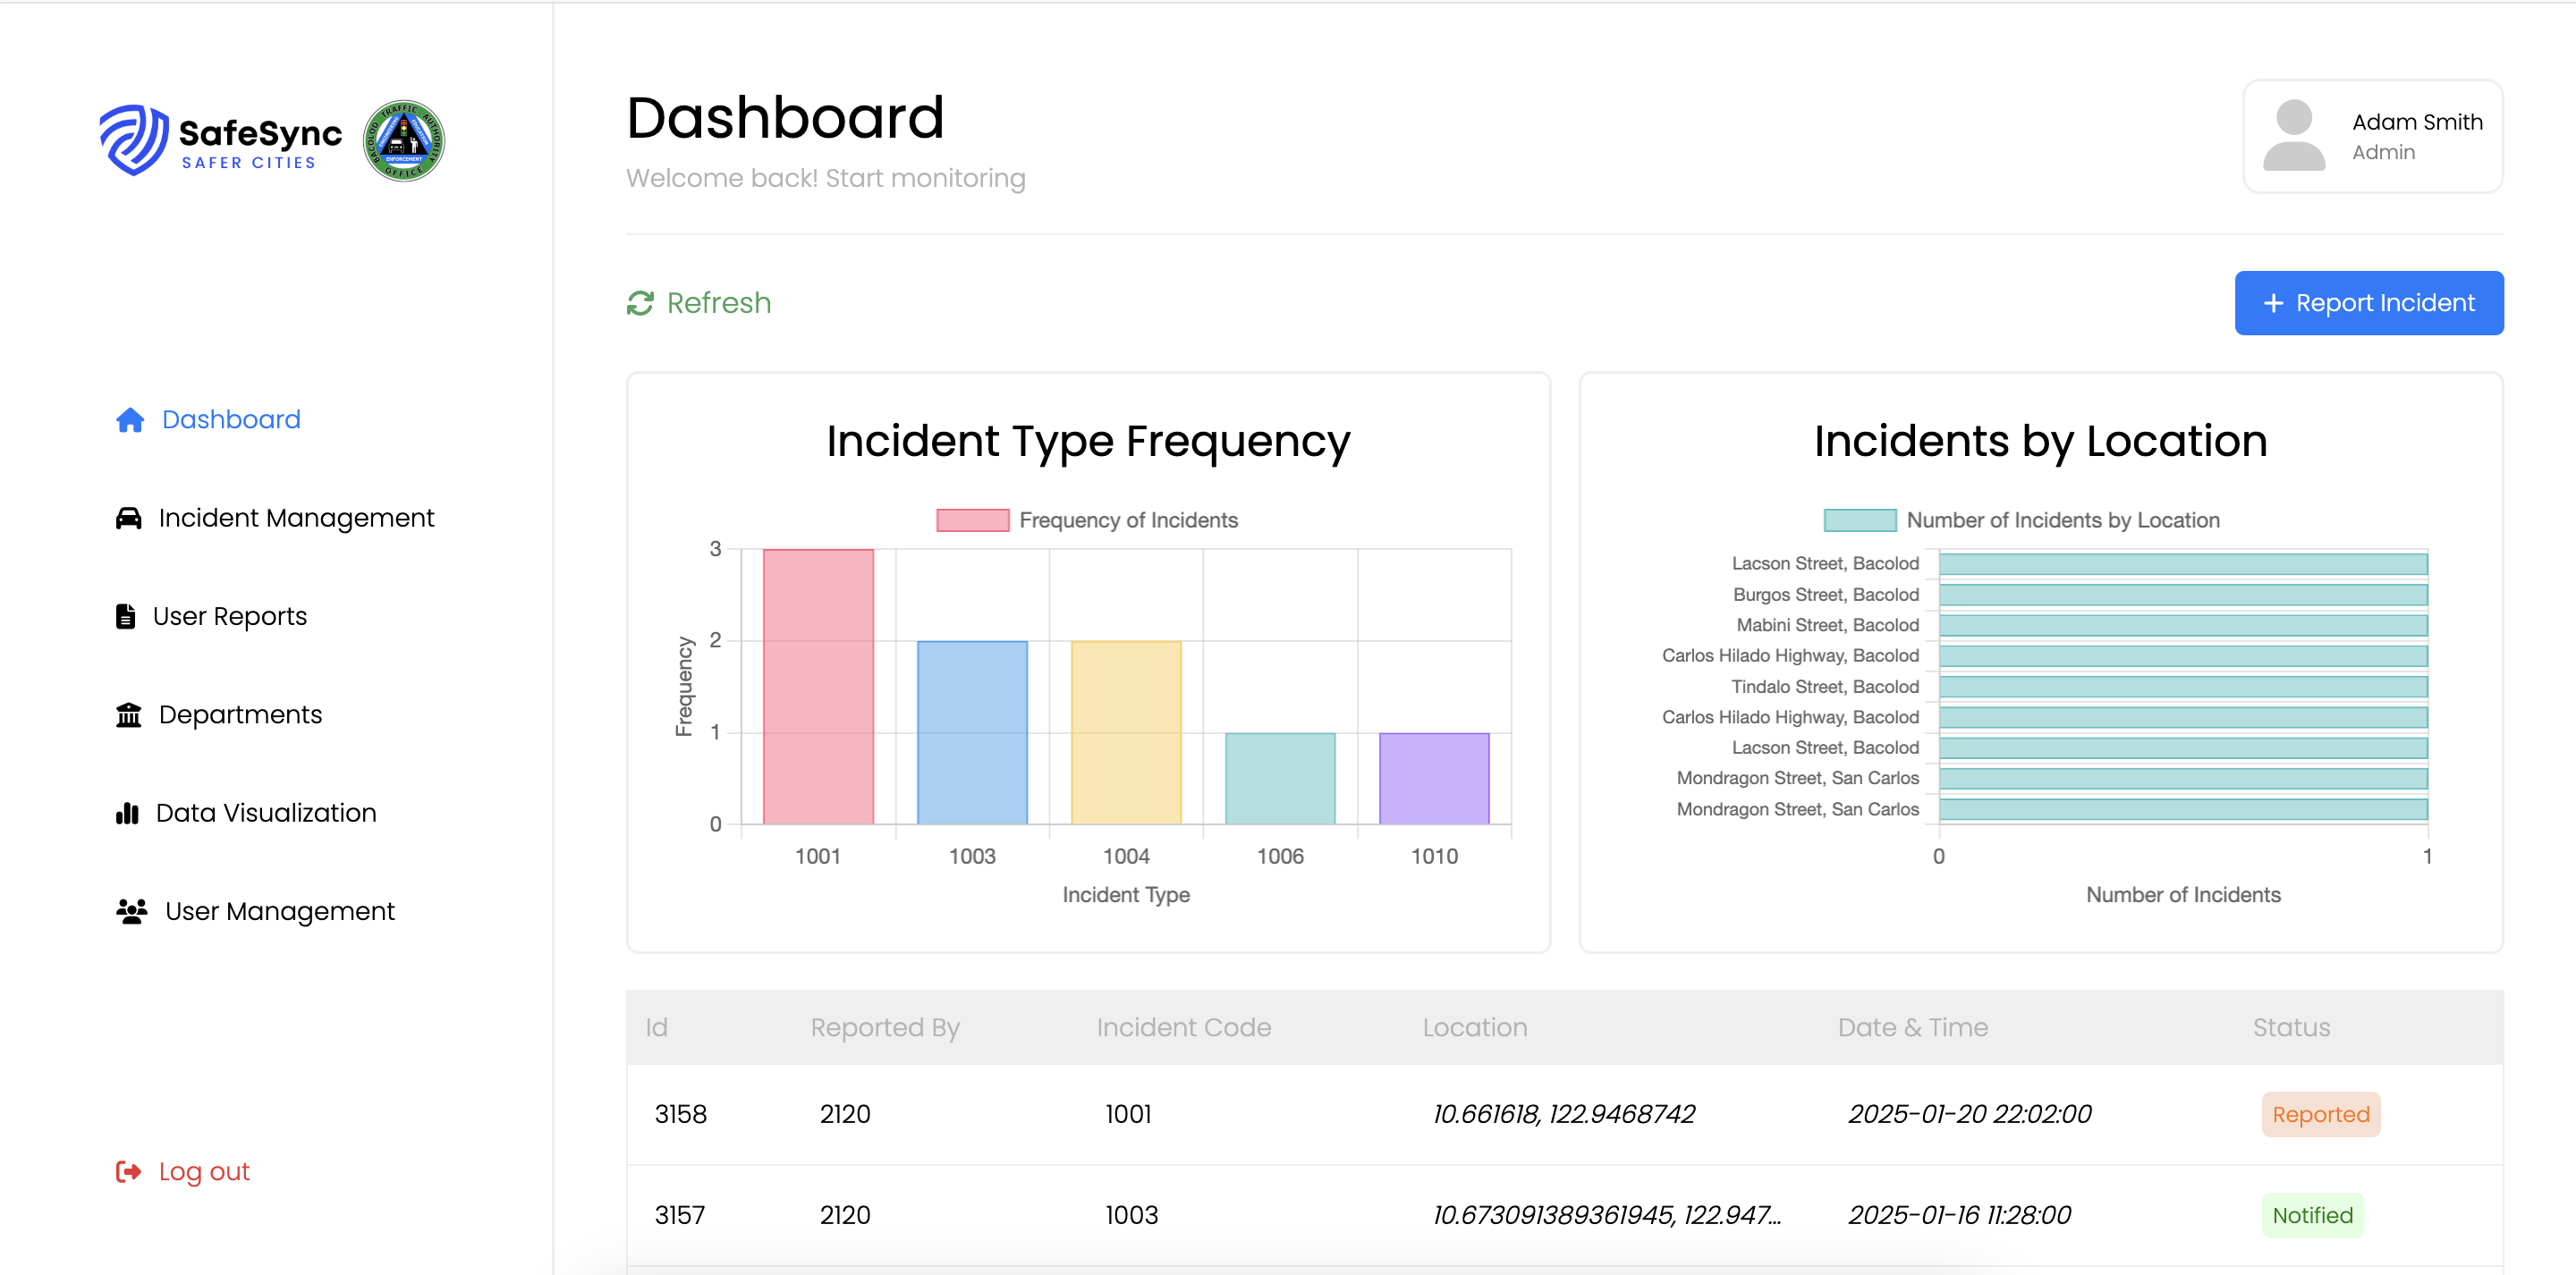 SafeSync
SAFER CITIES
BACOLOD TRAFFIC AUTHORITY OFFICE
ENFORCEMENT
Dashboard
Incident Management
User Reports
Departments
Data Visualization
User Management
Log out
Dashboard
Welcome back! Start monitoring
Adam Smith
Admin
Refresh
+ Report Incident
Incident Type Frequency
Frequency of Incidents
Frequency
3
2
1
0
1001 1003 1004 1006 1010
Incident Type
Incidents by Location
Number of Incidents by Location
Lacson Street, Bacolod
Burgos Street, Bacolod
Mabini Street, Bacolod
Carlos Hilado Highway, Bacolod
Tindalo Street, Bacolod
Carlos Hilado Highway, Bacolod
Lacson Street, Bacolod
Mondragon Street, San Carlos
Mondragon Street, San Carlos
0 1
Number of Incidents
Id Reported By Incident Code Location Date & Time Status
3158 2120 1001 10.661618, 122.9468742 2025-01-20 22:02:00 Reported
3157 2120 1003 10.673091389361945, 122.947... 2025-01-16 11:28:00 Notified